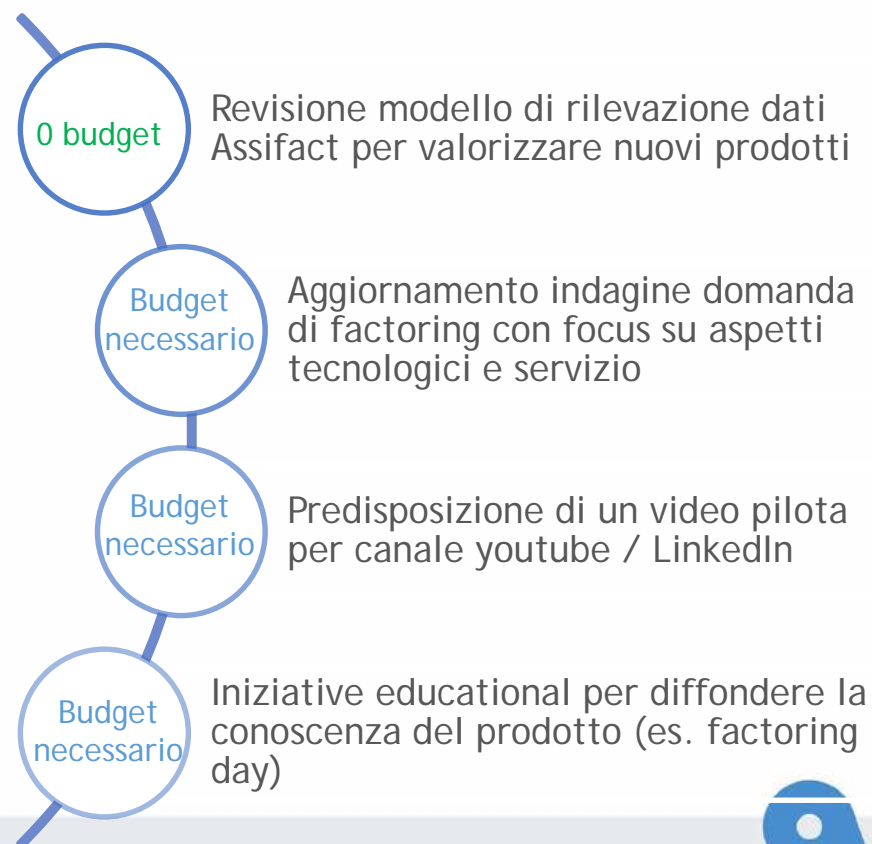 0 budget
Revisione modello di rilevazione dati
Assifact per valorizzare nuovi prodotti
Budget
necessario
Aggiornamento indagine domanda
di factoring con focus su aspetti
tecnologici e servizio
Budget
necessario
Predisposizione di un video pilota
per canale youtube / LinkedIn
Budget
necessario
Iniziative educational per diffondere la
conoscenza del prodotto (es. factoring
day)